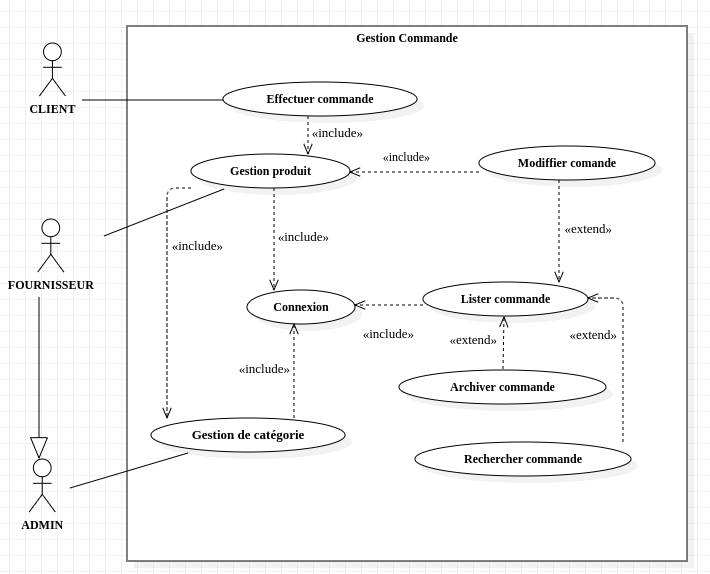 Gestion Commande
CLIENT
Effectuer commande
«include»
Gestion produit
«include»
Modiffier comande
FOURNISSEUR
«include»
«include»
«extend»
Connexion
Lister commande
«include»
«extend»
«extend»
«include»
Archiver commande
Gestion de catégorie
Rechercher commande
ADMIN